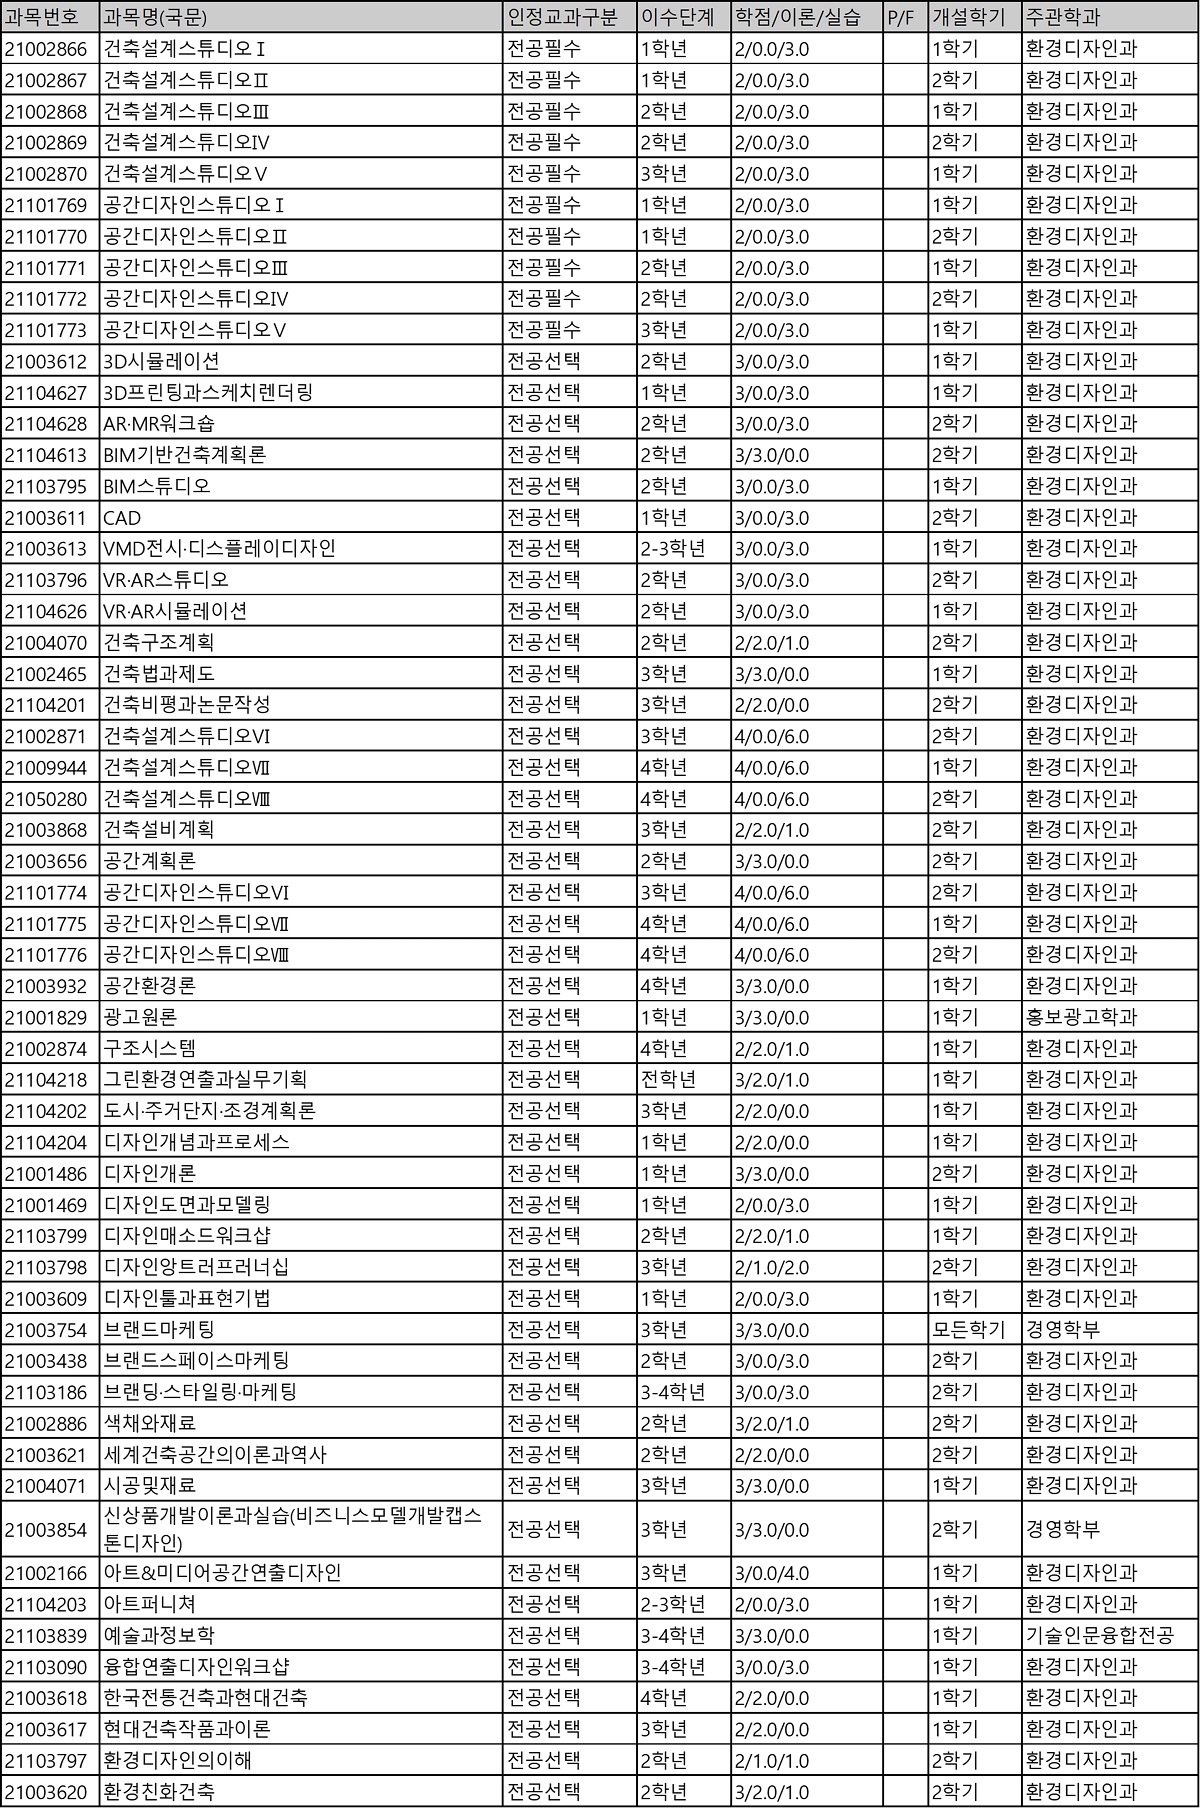 과목번호 과목명(국문) 인정교과구분 이수단계 학점/이론/실습 P/F 개설학기 주관학과
21002866 건축설계스튜디오Ⅰ 전공필수 1학년 2/0.0/3.0 1학기 환경디자인과
21002867 건축설계스튜디오Ⅱ 전공필수 1학년 2/0.0/3.0 2학기 환경디자인과
21002868 건축설계스튜디오Ⅲ 전공필수 2학년 2/0.0/3.0 1학기 환경디자인과
21002869 건축설계스튜디오Ⅳ 전공필수 2학년 2/0.0/3.0 2학기 환경디자인과
21002870 건축설계스튜디오Ⅴ 전공필수 3학년 2/0.0/3.0 1학기 환경디자인과
21101769 공간디자인스튜디오Ⅰ 전공필수 1학년 2/0.0/3.0 1학기 환경디자인과
21101770 공간디자인스튜디오Ⅱ 전공필수 1학년 2/0.0/3.0 2학기 환경디자인과
21101771 공간디자인스튜디오Ⅲ 전공필수 2학년 2/0.0/3.0 1학기 환경디자인과
21101772 공간디자인스튜디오Ⅳ 전공필수 2학년 2/0.0/3.0 2학기 환경디자인과
21101773 공간디자인스튜디오Ⅴ 전공필수 3학년 2/0.0/3.0 1학기 환경디자인과
21003612 3D시뮬레이션 전공선택 2학년 3/0.0/3.0 1학기 환경디자인과
21104627 3D프린팅과스케치렌더링 전공선택 1학년 3/0.0/3.0 1학기 환경디자인과
21104628 AR·MR워크숍 전공선택 2학년 3/0.0/3.0 2학기 환경디자인과
21104613 BIM기반건축계획론 전공선택 2학년 3/3.0/0.0 2학기 환경디자인과
21103795 BIM스튜디오 전공선택 2학년 3/0.0/3.0 1학기 환경디자인과
21003611 CAD 전공선택 1학년 3/0.0/3.0 2학기 환경디자인과
21003613 VMD전시·디스플레이디자인 전공선택 2-3학년 3/0.0/3.0 1학기 환경디자인과
21103796 VR·AR스튜디오 전공선택 2학년 3/0.0/3.0 2학기 환경디자인과
21104626 VR·AR시뮬레이션 전공선택 2학년 3/0.0/3.0 1학기 환경디자인과
21004070 건축구조계획 전공선택 2학년 2/2.0/1.0 2학기 환경디자인과
21002465 건축법과제도 전공선택 3학년 3/3.0/0.0 1학기 환경디자인과
21104201 건축비평과논문작성 전공선택 3학년 2/2.0/0.0 2학기 환경디자인과
21002871 건축설계스튜디오Ⅵ 전공선택 3학년 4/0.0/6.0 2학기 환경디자인과
21009944 건축설계스튜디오Ⅶ 전공선택 4학년 4/0.0/6.0 1학기 환경디자인과
21050280 건축설계스튜디오Ⅷ 전공선택 4학년 4/0.0/6.0 2학기 환경디자인과
21003868 건축설비계획 전공선택 3학년 2/2.0/1.0 2학기 환경디자인과
21003656 공간계획론 전공선택 2학년 3/3.0/0.0 2학기 환경디자인과
21101774 공간디자인스튜디오Ⅵ 전공선택 3학년 4/0.0/6.0 2학기 환경디자인과
21101775 공간디자인스튜디오Ⅶ 전공선택 4학년 4/0.0/6.0 1학기 환경디자인과
21101776 공간디자인스튜디오Ⅷ 전공선택 4학년 4/0.0/6.0 2학기 환경디자인과
21003932 공간환경론 전공선택 4학년 3/3.0/0.0 1학기 환경디자인과
21001829 광고원론 전공선택 1학년 3/3.0/0.0 1학기 홍보광고학과
21002874 구조시스템 전공선택 4학년 2/2.0/1.0 1학기 환경디자인과
21104218 그린환경연출과실무기획 전공선택 전학년 3/2.0/1.0 1학기 환경디자인과
21104202 도시·주거단지·조경계획론 전공선택 3학년 2/2.0/0.0 1학기 환경디자인과
21104204 디자인개념과프로세스 전공선택 1학년 2/2.0/0.0 1학기 환경디자인과
21001486 디자인개론 전공선택 1학년 3/3.0/0.0 2학기 환경디자인과
21001469 디자인도면과모델링 전공선택 1학년 2/0.0/3.0 1학기 환경디자인과
21103799 디자인매소드워크샵 전공선택 2학년 2/2.0/1.0 1학기 환경디자인과
21103798 디자인앙트러프러너십 전공선택 3학년 2/1.0/2.0 2학기 환경디자인과
21003609 디자인툴과표현기법 전공선택 1학년 2/0.0/3.0 1학기 환경디자인과
21003754 브랜드마케팅 전공선택 3학년 3/3.0/0.0 모든학기 경영학부
21003438 브랜드스페이스마케팅 전공선택 2학년 3/0.0/3.0 2학기 환경디자인과
21103186 브랜딩·스타일링·마케팅 전공선택 3-4학년 3/0.0/3.0 2학기 환경디자인과
21002886 색채와재료 전공선택 2학년 3/2.0/1.0 2학기 환경디자인과
21003621 세계건축공간의이론과역사 전공선택 2학년 2/2.0/0.0 2학기 환경디자인과
21004071 시공및재료 전공선택 3학년 3/3.0/0.0 1학기 환경디자인과
21003854 신상품개발이론과실습(비즈니스모델개발캡스
톤디자인) 전공선택 3학년 3/3.0/0.0 2학기 경영학부
21002166 아트&미디어공간연출디자인 전공선택 3학년 3/0.0/4.0 1학기 환경디자인과
21104203 아트퍼니쳐 전공선택 2-3학년 2/0.0/3.0 1학기 환경디자인과
21103839 예술과정보학 전공선택 3-4학년 3/3.0/0.0 1학기 기술인문융합전공
21103090 융합연출디자인워크샵 전공선택 3-4학년 3/0.0/3.0 1학기 환경디자인과
21003618 한국전통건축과현대건축 전공선택 4학년 2/2.0/0.0 1학기 환경디자인과
21003617 현대건축작품과이론 전공선택 3학년 2/2.0/0.0 1학기 환경디자인과
21103797 환경디자인의이해 전공선택 2학년 2/1.0/1.0 2학기 환경디자인과
21003620 환경친화건축 전공선택 2학년 3/2.0/1.0 2학기 환경디자인과